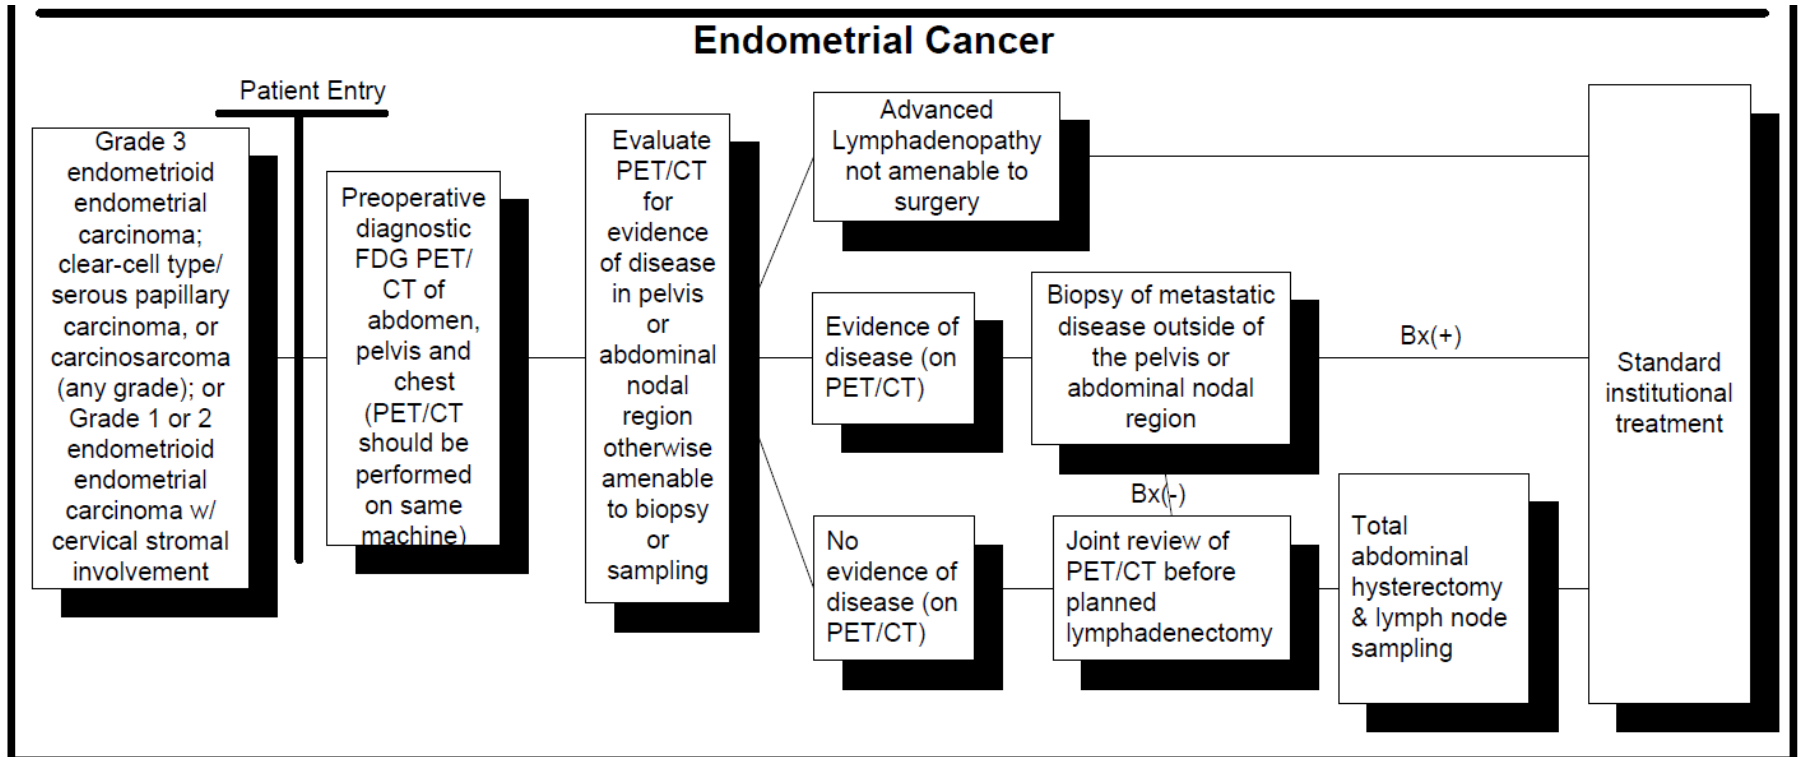 Endometrial Cancer
Patient Entry
Grade 3
endometrioid
endometrial
carcinoma;
clear-cell type/
serous papillary
carcinoma, or
carcinosarcoma
(any grade); or
Grade 1 or 2
endometrioid
endometrial
carcinoma w/
cervical stromal
involvement
Preoperative
diagnostic
FDG PET/
CT of
abdomen,
pelvis and
chest
(PET/CT
should be
performed
on same
machine)
Evaluate
PET/CT
for
evidence
of disease
in pelvis
or
abdominal
nodal
region
otherwise
amenable
to biopsy
or
sampling
Advanced
Lymphadenopathy
not amenable to
surgery
Evidence of
disease (on
PET/CT)
Biopsy of metastatic
disease outside of
the pelvis or
abdominal nodal
region
Bx(+)
Bx(-)
No
evidence of
disease (on
PET/CT)
Joint review of
PET/CT before
planned
lymphadenectomy
Total
abdominal
hysterectomy
& lymph node
sampling
Standard
institutional
treatment